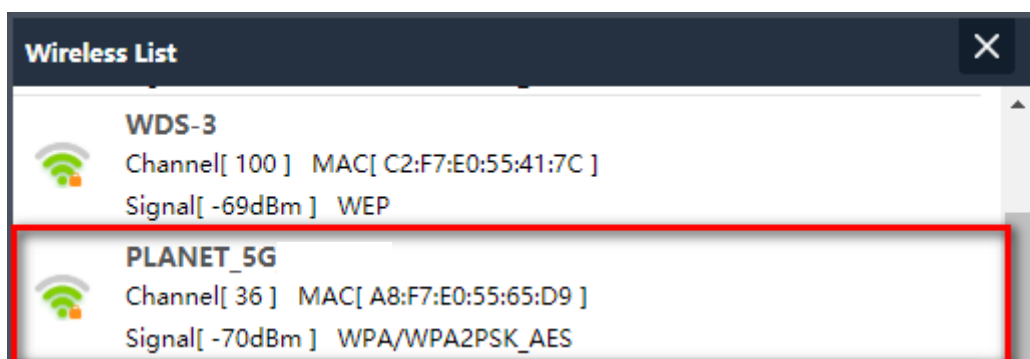 Wireless List
WDS-3
Channel[ 100 ] MAC[ C2:F7:E0:55:41:7C ]
Signal[ -69dBm ] WEP
PLANET_5G
Channel[ 36 ] MAC[ A8:F7:E0:55:65:D9 ]
Signal[ -70dBm ] WPA/WPA2PSK_AES